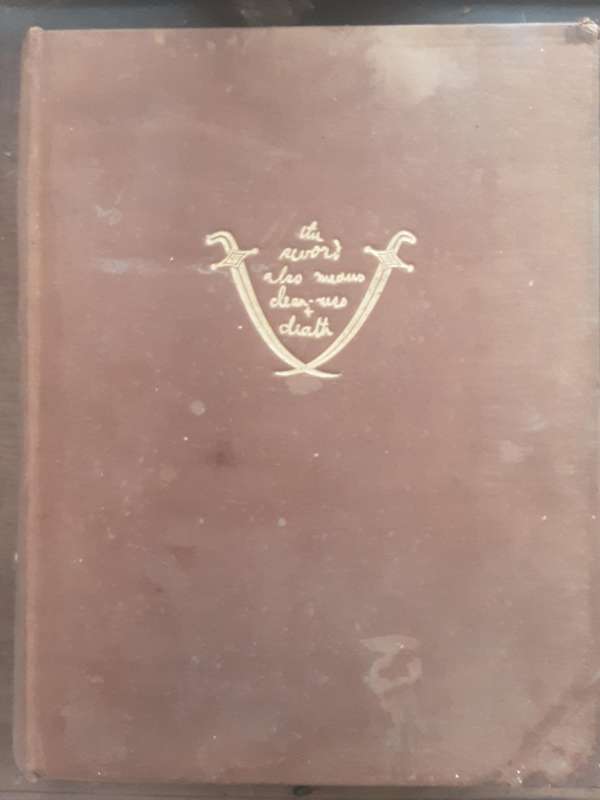 the
sword
also means
clean-ness
+
death